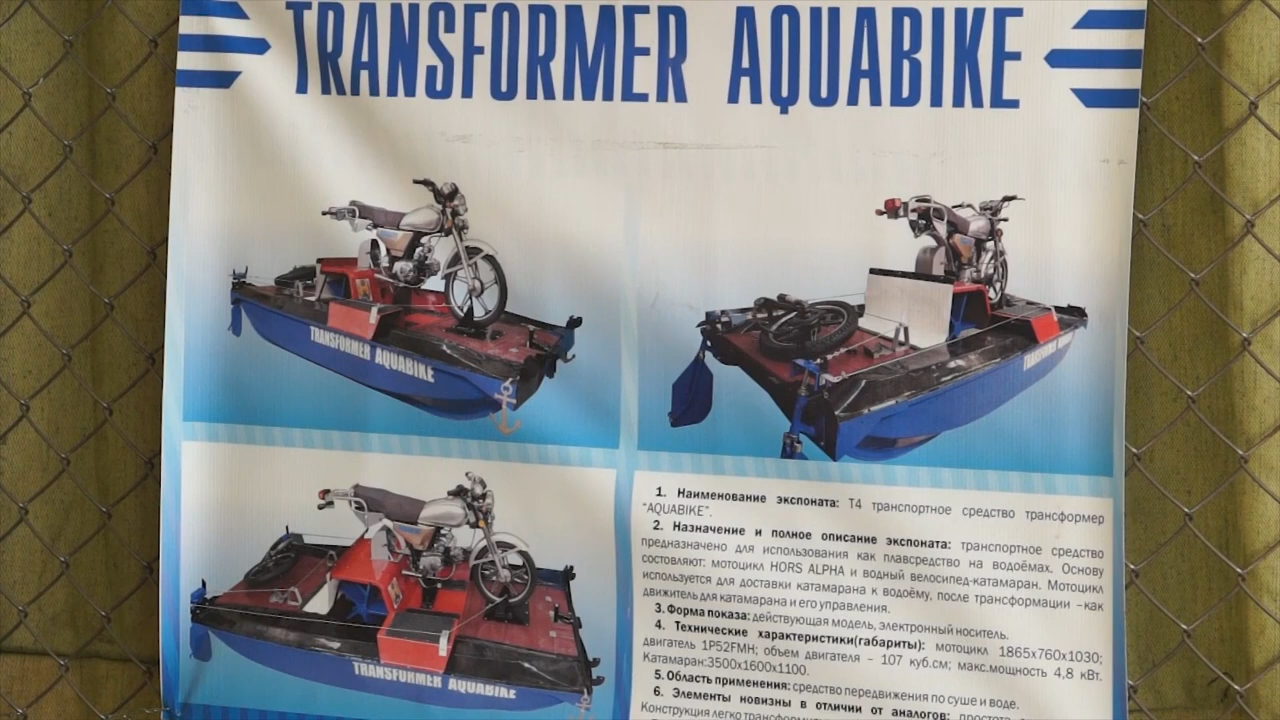 TRANSFORMER AQUABIKE
TRANSFORMER AQUABIKE
TRANSFORMER
TRANSFORMER AQUABIKE
1. Наименование экспоната: Т4 транспортное средство трансформер
"AQUABIKE".
2. Назначение и полное описание экспоната: транспортное средство
предназначено для использования как плавсредство на водоёмах. Основу
составляют: мотоцикл HORS ALPHA и водный велосипед-катамаран. Мотоцикл
используется для доставки катамарана к водоёму, после трансформации –как
движитель для катамарана и его управления.
3. Форма показа: действующая модель, электронный носитель.
4. Технические характеристики(габариты): мотоцикл 1865х760х1030;
двигатель 1P52FMH; объем двигателя – 107 куб.см; макс.мощность 4,8 кВт.
Катамаран:3500х1600х1100.
5. Область применения: средство передвижения по суше и воде.
6. Элементы новизны в отличии от аналогов: простота
Конструкция легко